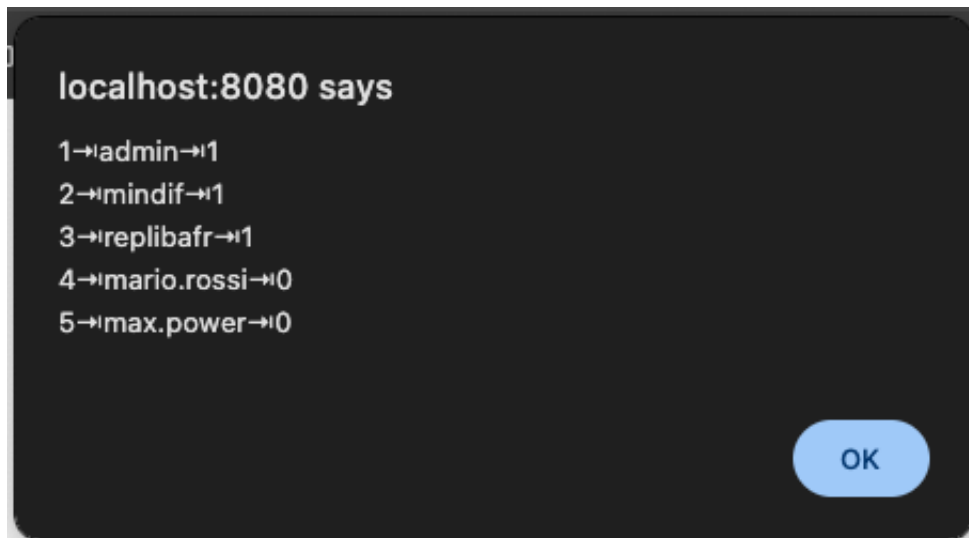 localhost:8080 says
1⇥admin⇥1
2⇥mindif⇥1
3⇥replibafr⇥1
4⇥mario.rossi⇥0
5⇥max.power⇥0
OK